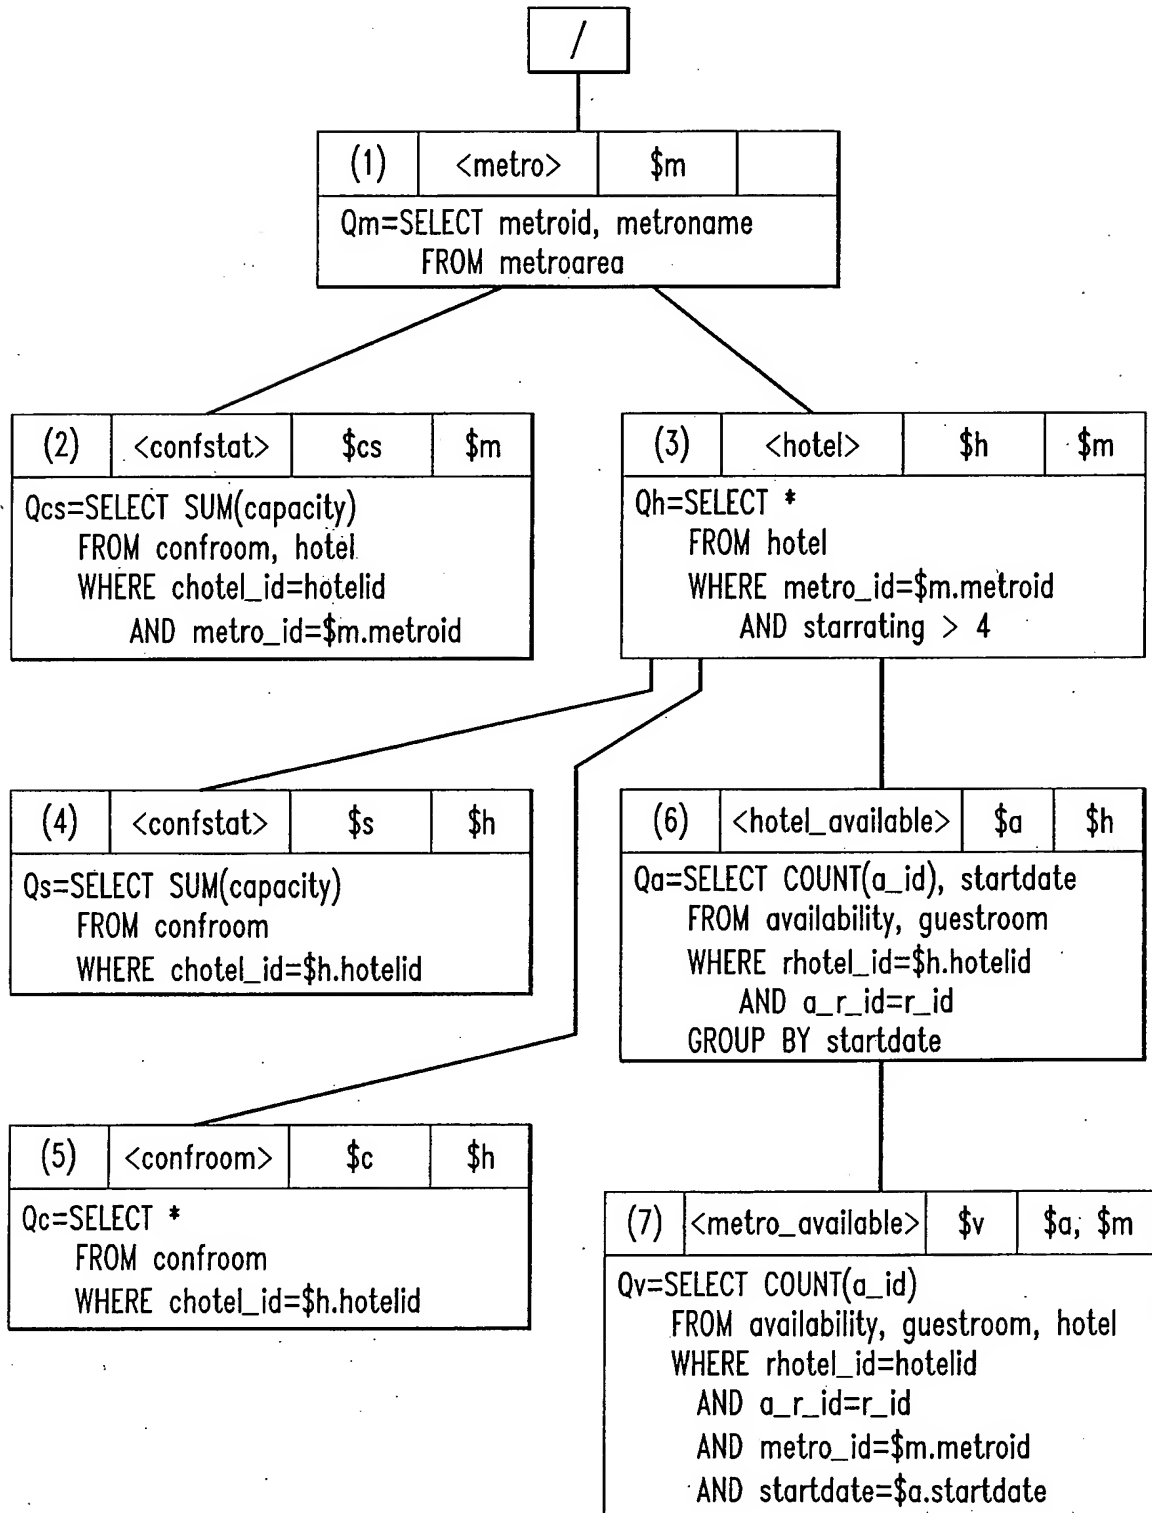 /
(1) <metro> $m
Qm=SELECT metroid, metroname
FROM metroarea
(2) <confstat> $cs $m
Qcs=SELECT SUM(capacity)
FROM confroom, hotel
WHERE chotel_id=hotelid
AND metro_id=$m.metroid
(3) <hotel> $h $m
Qh=SELECT *
FROM hotel
WHERE metro_id=$m.metroid
AND starrating > 4
(4) <confstat> $s $h
Qs=SELECT SUM(capacity)
FROM confroom
WHERE chotel_id=$h.hotelid
(6) <hotel_available> $a $h
Qa=SELECT COUNT(a_id), startdate
FROM availability, guestroom
WHERE rhotel_id=$h.hotelid
AND a_r_id=r_id
GROUP BY startdate
(5) <confroom> $c $h
Qc=SELECT *
FROM confroom
WHERE chotel_id=$h.hotelid
(7) <metro_available> $v $a, $m
Qv=SELECT COUNT(a_id)
FROM availability, guestroom, hotel
WHERE rhotel_id=hotelid
AND a_r_id=r_id
AND metro_id=$m.metroid
AND startdate=$a.startdate